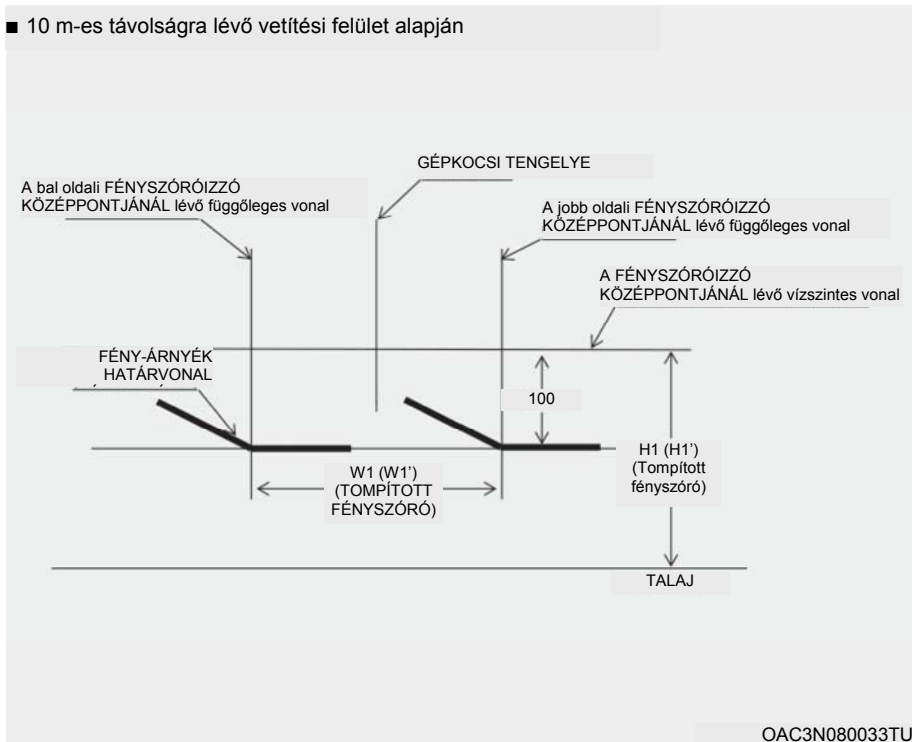 ■ 10 m-es távolságra lévő vetítési felület alapján
GÉPKOCSI TENGELYE
A bal oldali FÉNYSZÓRÓIZZÓ
KÖZÉPPONTJÁNÁL lévő függőleges vonal
A jobb oldali FÉNYSZÓRÓIZZÓ
KÖZÉPPONTJÁNÁL lévő függőleges vonal
A FÉNYSZÓRÓIZZÓ
KÖZÉPPONTJÁNÁL lévő vízszintes vonal
FÉNY-ÁRNYÉK
HATÁRVONAL
100
H1 (H1')
(Tompított
fényszóró)
W1 (W1’)
(TOMPÍTOTT
FÉNYSZÓRÓ)
TALAJ
OAC3N080033TU